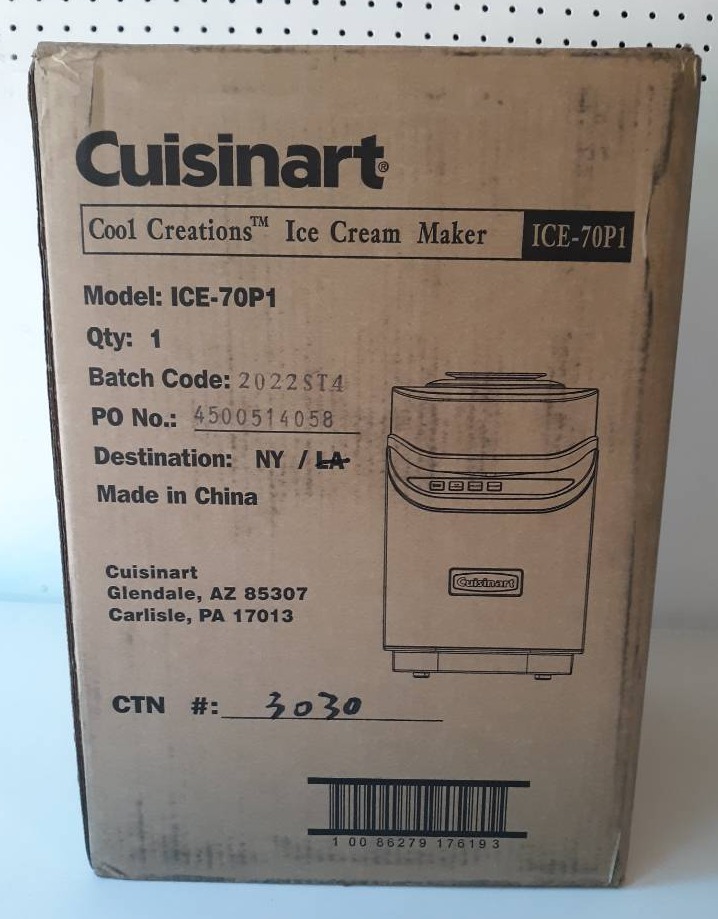 Cuisinart®
Cool Creations™ Ice Cream Maker ICE-70P1
Model: ICE-70P1
Qty: 1
Batch Code: 2022ST4
PO No.: 4500514058
Destination: NY / LA
Made in China
Cuisinart
Cuisinart
Glendale, AZ 85307
Carlisle, PA 17013
CTN #: 3030
1 00 86279 17619 3